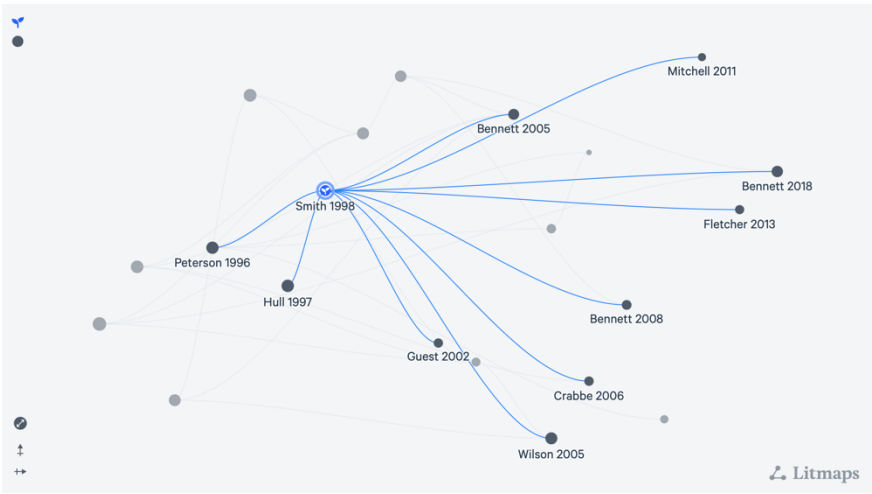 Mitchell 2011
Bennett 2005
Bennett 2018
Smith 1998
Fletcher 2013
Peterson 1996
Hull 1997
Bennett 2008
Guest 2002
Crabbe 2006
Wilson 2005
Litmaps